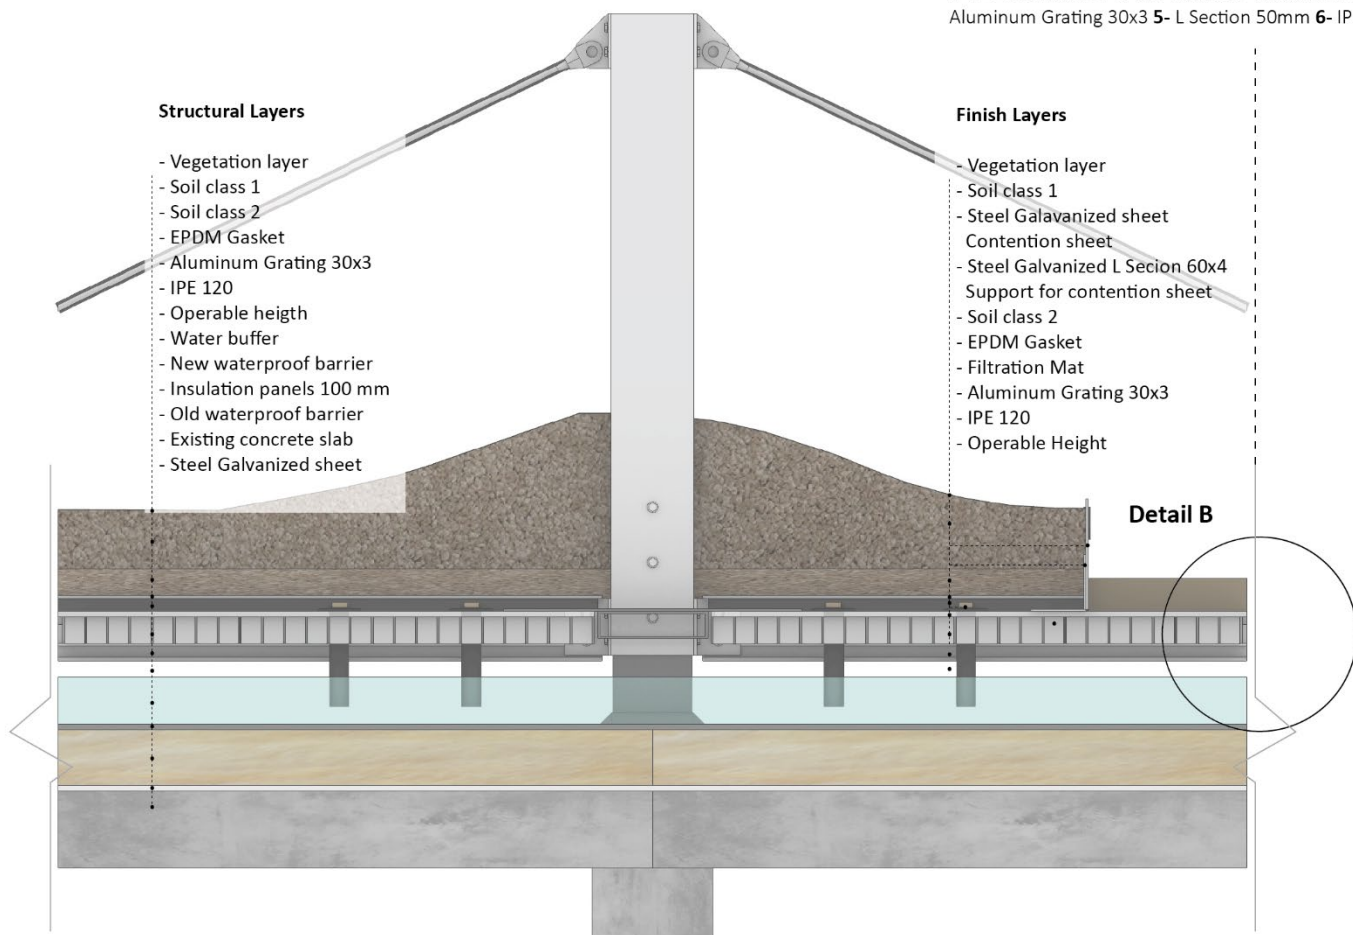 Aluminum Grating 30x3 5- L Section 50mm 6- IP
Structural Layers
- Vegetation layer
- Soil class 1
- Soil class 2
- EPDM Gasket
- Aluminum Grating 30x3
- IPE 120
- Operable heigth
- Water buffer
- New waterproof barrier
- Insulation panels 100 mm
- Old waterproof barrier
- Existing concrete slab
- Steel Galvanized sheet
Finish Layers
- Vegetation layer
- Soil class 1
- Steel Galavanized sheet
Contention sheet
- Steel Galvanized L Secion 60x4
Support for contention sheet
- Soil class 2
- EPDM Gasket
- Filtration Mat
- Aluminum Grating 30x3
- IPE 120
- Operable Height
Detail B